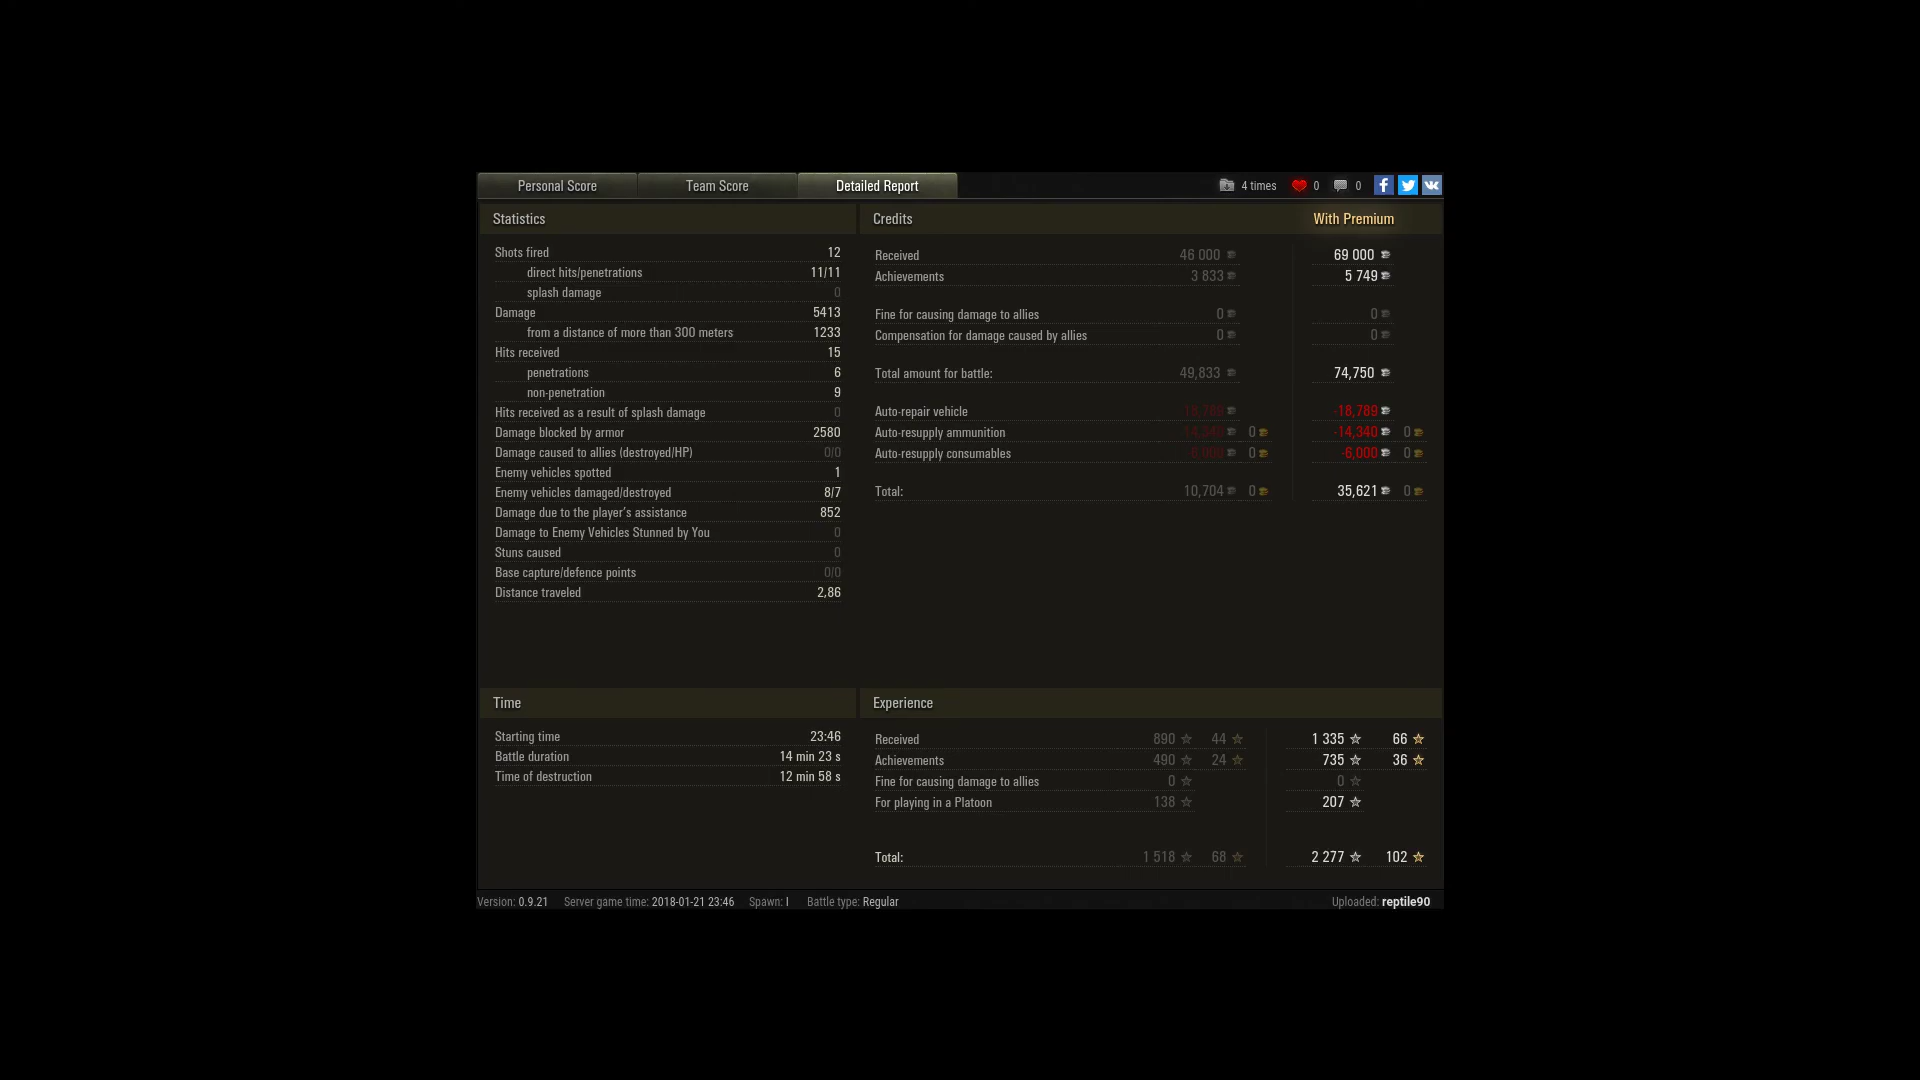 Personal Score Team Score Detailed Report 4 times 0 0
Statistics
Shots fired 12
direct hits/penetrations 11/11
splash damage 0
Damage 5413
from a distance of more than 300 meters 1233
Hits received 15
penetrations 6
non-penetration 9
Hits received as a result of splash damage 0
Damage blocked by armor 2580
Damage caused to allies (destroyed/HP) 0/0
Enemy vehicles spotted 1
Enemy vehicles damaged/destroyed 8/7
Damage due to the player's assistance 852
Damage to Enemy Vehicles Stunned by You 0
Stuns caused 0
Base capture/defence points 0/0
Distance traveled 2,86
Credits With Premium
Received 46 000 69 000
Achievements 3 833 5 749
Fine for causing damage to allies 0 0
Compensation for damage caused by allies 0 0
Total amount for battle: 49,833 74,750
Auto-repair vehicle -18,789 -18,789
Auto-resupply ammunition -14,340 0 -14,340 0
Auto-resupply consumables -6,000 0 -6,000 0
Total: 10,704 0 35,621 0
Time
Starting time 23:46
Battle duration 14 min 23 s
Time of destruction 12 min 58 s
Experience
Received 890 44 1 335 66
Achievements 490 24 735 36
Fine for causing damage to allies 0 0
For playing in a Platoon 138 207
Total: 1 518 68 2 277 102
Version: 0.9.21 Server game time: 2018-01-21 23:46 Spawn: I Battle type: Regular Uploaded: reptile90